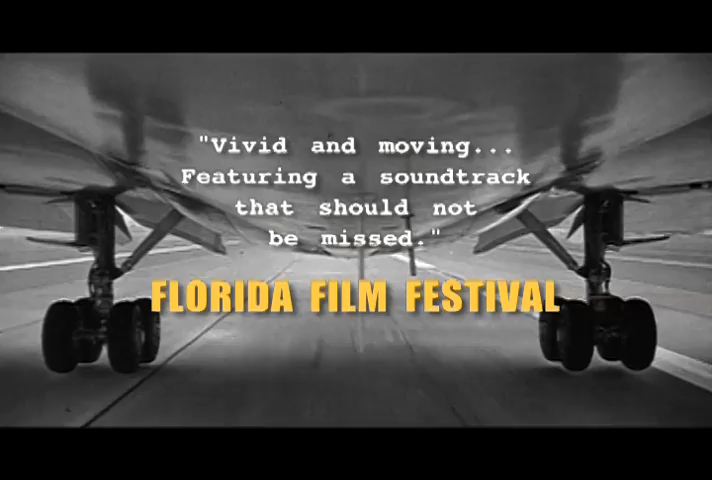 "Vivid and moving...
Featuring a soundtrack
that should not
be missed."
FLORIDA FILM FESTIVAL